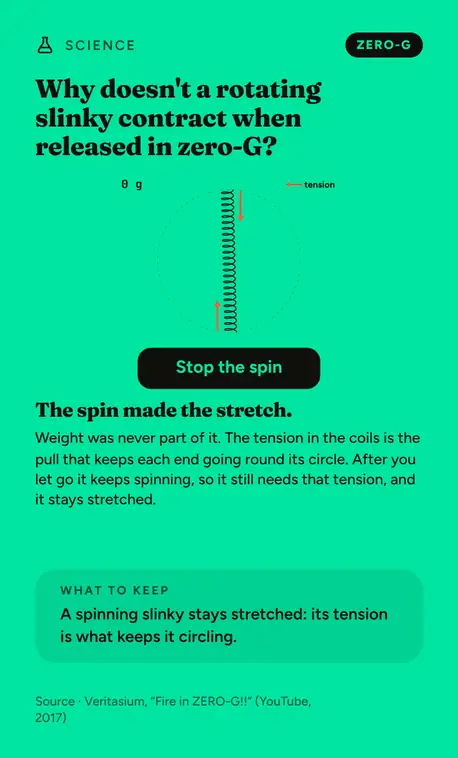 SCIENCE
ZERO-G
Why doesn't a rotating
slinky contract when
released in zero-G?
0 g
tension
Stop the spin
The spin made the stretch.
Weight was never part of it. The tension in the coils is the
pull that keeps each end going round its circle. After you
let go it keeps spinning, so it still needs that tension, and
it stays stretched.
WHAT TO KEEP
A spinning slinky stays stretched: its tension
is what keeps it circling.
Source · Veritasium, “Fire in ZERO-G!!” (YouTube,
2017)